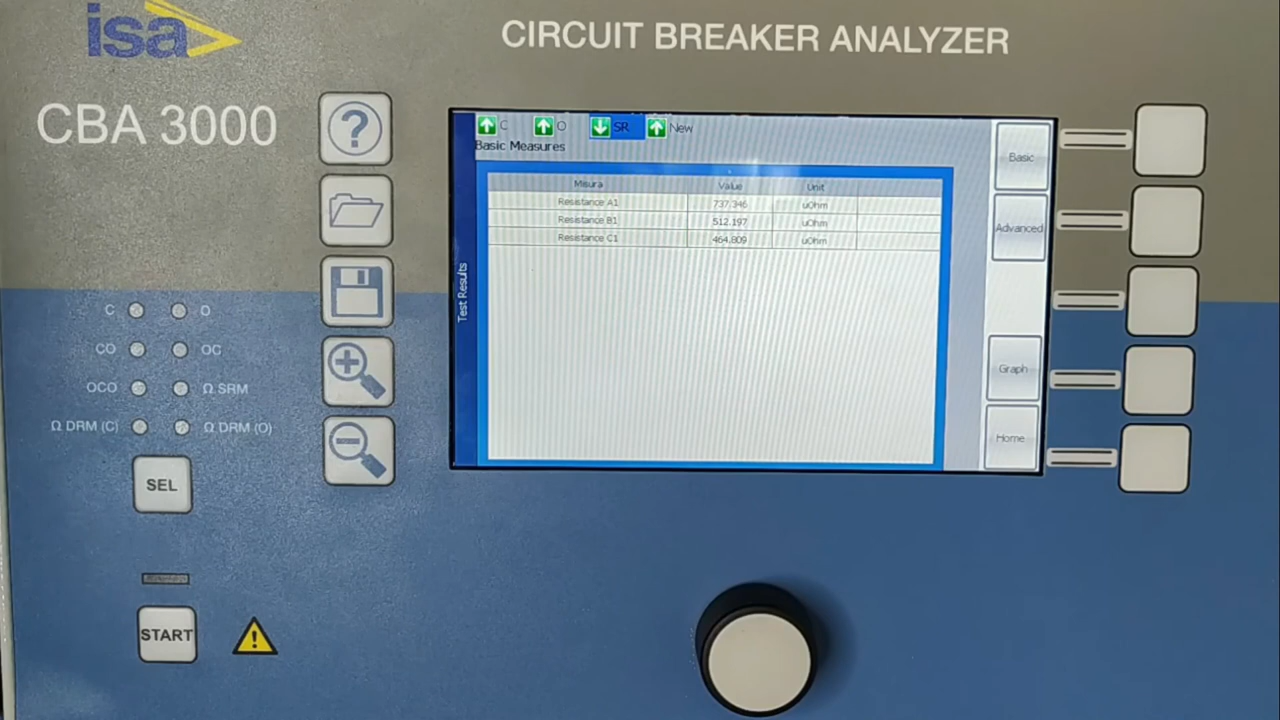 isa
CIRCUIT BREAKER ANALYZER
CBA 3000
?
C O SR New
Basic Measures
Misura Value Unit
Resistance A1 737,346 uOhm
Resistance B1 512,197 uOhm
Resistance C1 464,809 uOhm
Test Results
Basic
Advanced
Graph
Home
C O
CO OC
OCO Ω SRM
Ω DRM (C) Ω DRM (O)
SEL
START
!